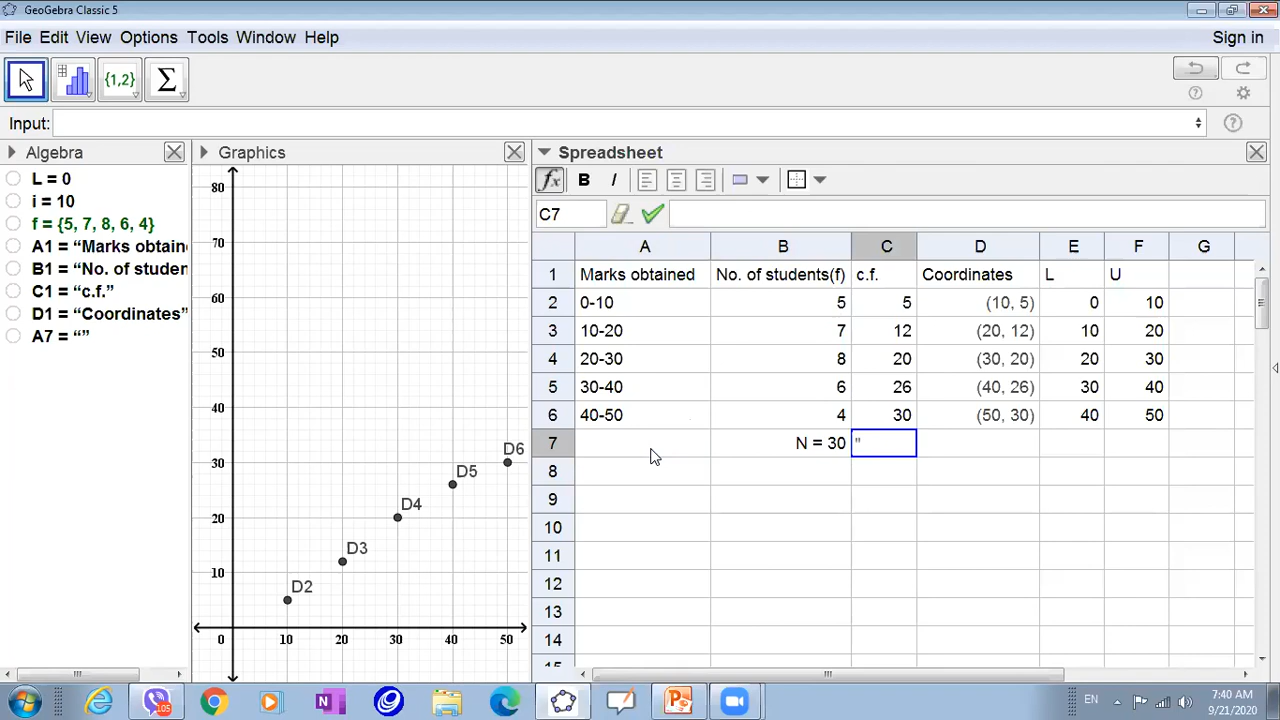 GeoGebra Classic 5
File Edit View Options Tools Window Help Sign in
{1,2} Σ
Input:
Algebra
L = 0
i = 10
f = {5, 7, 8, 6, 4}
A1 = “Marks obtaine
B1 = “No. of studen
C1 = “c.f.”
D1 = “Coordinates”
A7 = “”
Graphics
80
70
60
50
40
30
20
10
0 10 20 30 40 50
D6
D5
D4
D3
D2
Spreadsheet
fx B I
C7
A B C D E F G
1 Marks obtained No. of students(f) c.f. Coordinates L U
2 0-10 5 5 (10, 5) 0 10
3 10-20 7 12 (20, 12) 10 20
4 20-30 8 20 (30, 20) 20 30
5 30-40 6 26 (40, 26) 30 40
6 40-50 4 30 (50, 30) 40 50
7 N = 30 "
8
9
10
11
12
13
14
15
105
EN 7:40 AM
9/21/2020